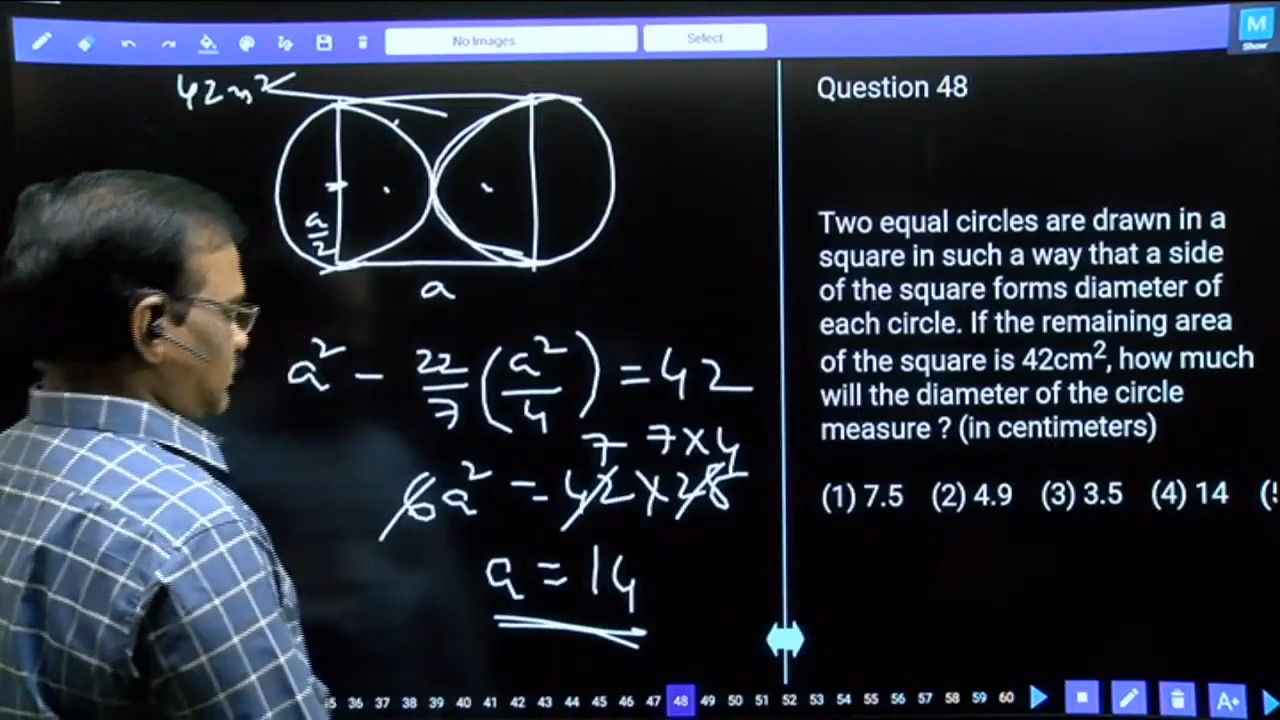 No Images
Select
M
Show
42m²
a/2
a
a² - 22/7 (a²/4) = 42
7 7×4
6a² = 42×28
a = 14
Question 48
Two equal circles are drawn in a
square in such a way that a side
of the square forms diameter of
each circle. If the remaining area
of the square is 42cm², how much
will the diameter of the circle
measure ? (in centimeters)
(1) 7.5 (2) 4.9 (3) 3.5 (4) 14
36 37 38 39 40 41 42 43 44 45 46 47 48 49 50 51 52 53 54 55 56 57 58 59 60
A+